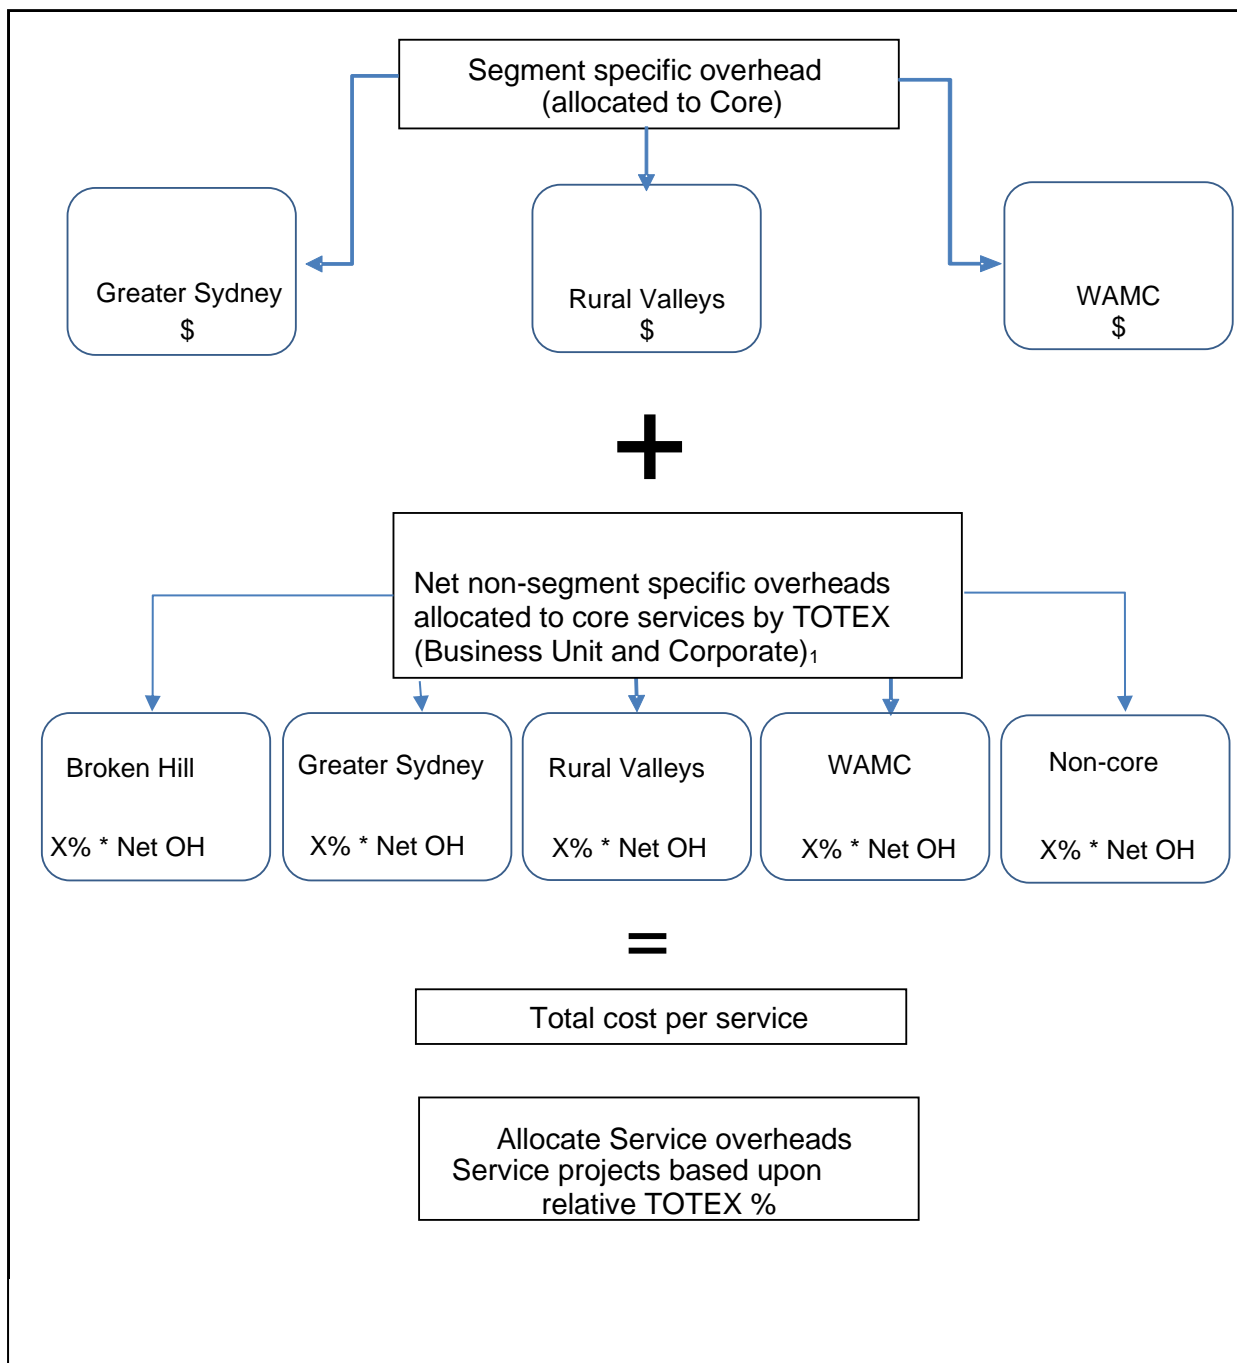 Segment specific overhead
(allocated to Core)
Greater Sydney
$
Rural Valleys
$
WAMC
$
+
Net non-segment specific overheads
allocated to core services by TOTEX
(Business Unit and Corporate)1
Broken Hill
X% * Net OH
Greater Sydney
X% * Net OH
Rural Valleys
X% * Net OH
WAMC
X% * Net OH
Non-core
X% * Net OH
=
Total cost per service
Allocate Service overheads
Service projects based upon
relative TOTEX %